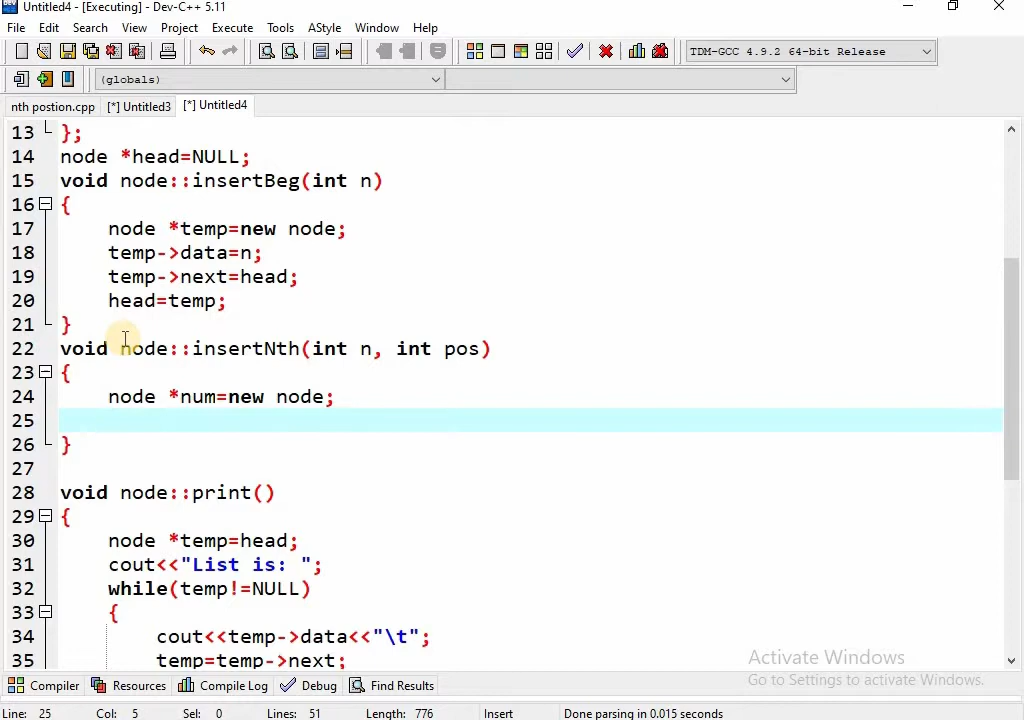 Untitled4 - [Executing] - Dev-C++ 5.11
File Edit Search View Project Execute Tools AStyle Window Help
TDM-GCC 4.9.2 64-bit Release
(globals)
nth postion.cpp [*] Untitled3 [*] Untitled4
13 };
14 node *head=NULL;
15 void node::insertBeg(int n)
16 {
17 node *temp=new node;
18 temp->data=n;
19 temp->next=head;
20 head=temp;
21 }
22 void node::insertNth(int n, int pos)
23 {
24 node *num=new node;
25
26 }
27
28 void node::print()
29 {
30 node *temp=head;
31 cout<<"List is: ";
32 while(temp!=NULL)
33 {
34 cout<<temp->data<<"\t";
35 temp=temp->next;
Activate Windows
Go to Settings to activate Windows.
Compiler Resources Compile Log Debug Find Results
Line: 25 Col: 5 Sel: 0 Lines: 51 Length: 776 Insert Done parsing in 0.015 seconds